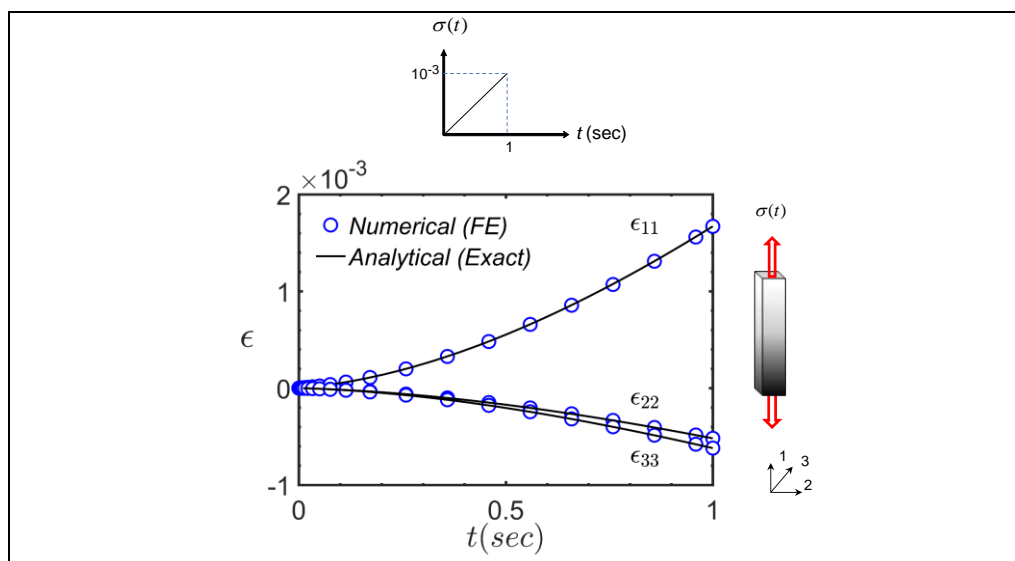 σ(t)
10-3
t (sec)
1
×10-3
2
1
0
-1
ϵ
Numerical (FE)
Analytical (Exact)
ϵ11
ϵ22
ϵ33
0
0.5
1
t(sec)
σ(t)
1
3
2